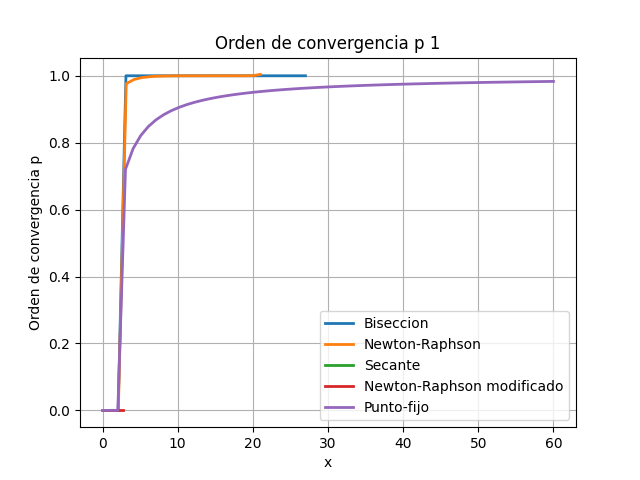 Orden de convergencia p 1
Orden de convergencia p
1.0
0.8
0.6
0.4
0.2
0.0
Biseccion
Newton-Raphson
Secante
Newton-Raphson modificado
Punto-fijo
0 10 20 30 40 50 60
x